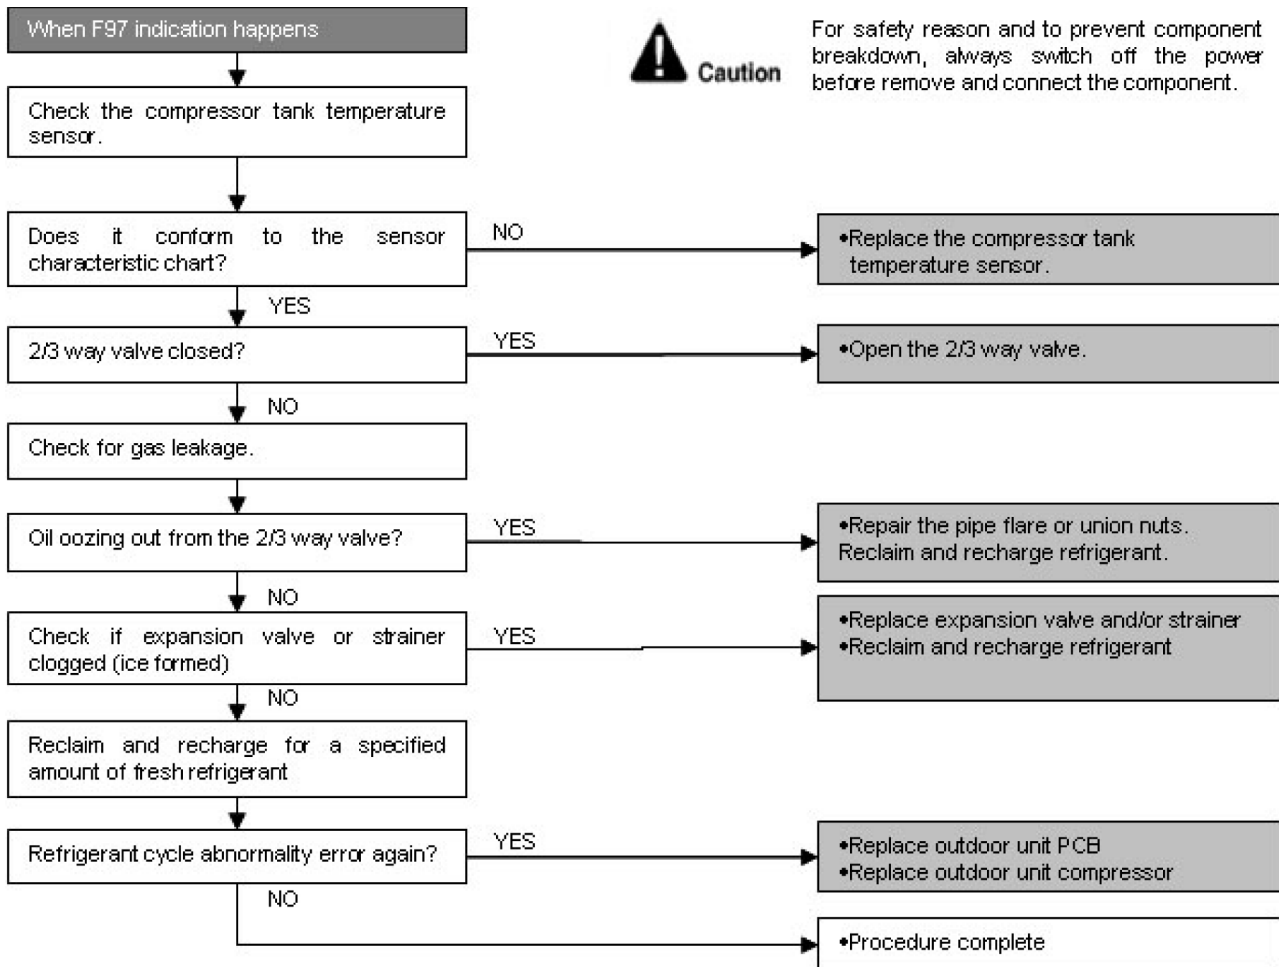 When F97 indication happens
Caution
For safety reason and to prevent component
breakdown, always switch off the power
before remove and connect the component.
Check the compressor tank temperature
sensor.
Does it conform to the sensor
characteristic chart?
NO
•Replace the compressor tank
temperature sensor.
YES
2/3 way valve closed?
YES
•Open the 2/3 way valve.
NO
Check for gas leakage.
Oil oozing out from the 2/3 way valve?
YES
•Repair the pipe flare or union nuts.
Reclaim and recharge refrigerant.
NO
Check if expansion valve or strainer
clogged (ice formed)
YES
•Replace expansion valve and/or strainer
•Reclaim and recharge refrigerant
NO
Reclaim and recharge for a specified
amount of fresh refrigerant
Refrigerant cycle abnormality error again?
YES
•Replace outdoor unit PCB
•Replace outdoor unit compressor
NO
•Procedure complete